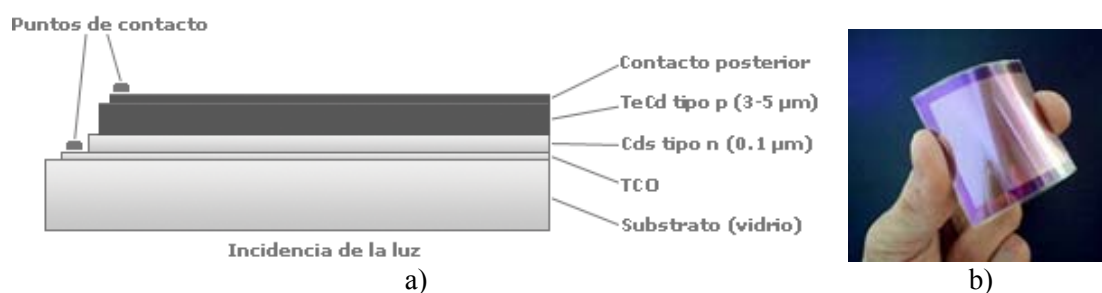 Puntos de contacto
Contacto posterior
TeCd tipo p (3-5 µm)
Cds tipo n (0.1 µm)
TCO
Substrato (vidrio)
Incidencia de la luz
a)
b)